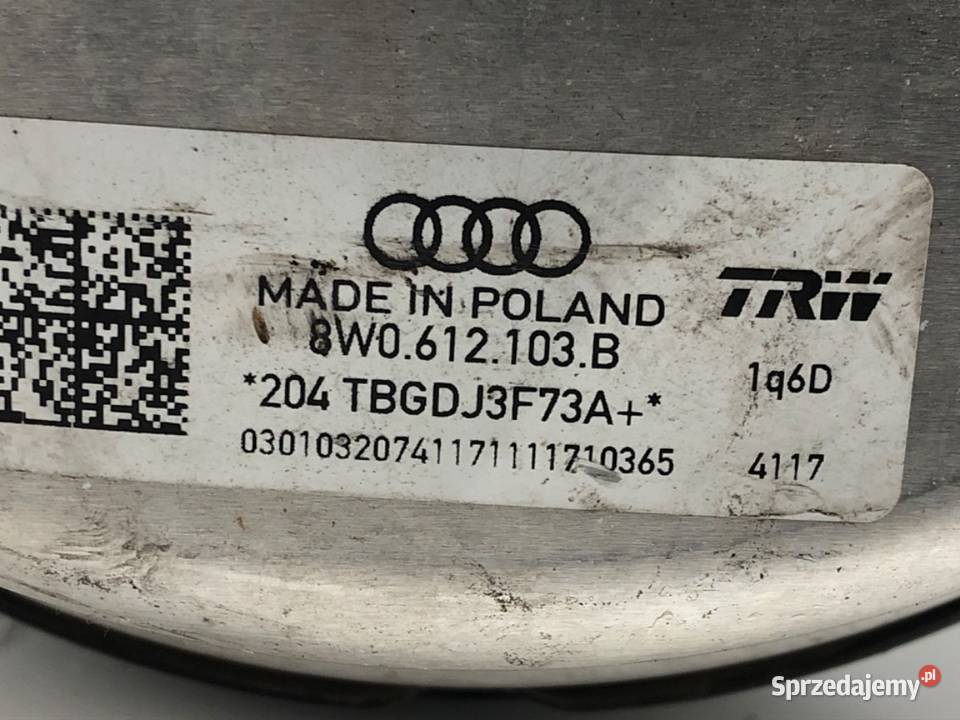 MADE IN POLAND
TRW
8W0.612.103.B
1q6D
*204 TBGDJ3F73A+*
03010320741171111710365
4117
Sprzedajemy.pl